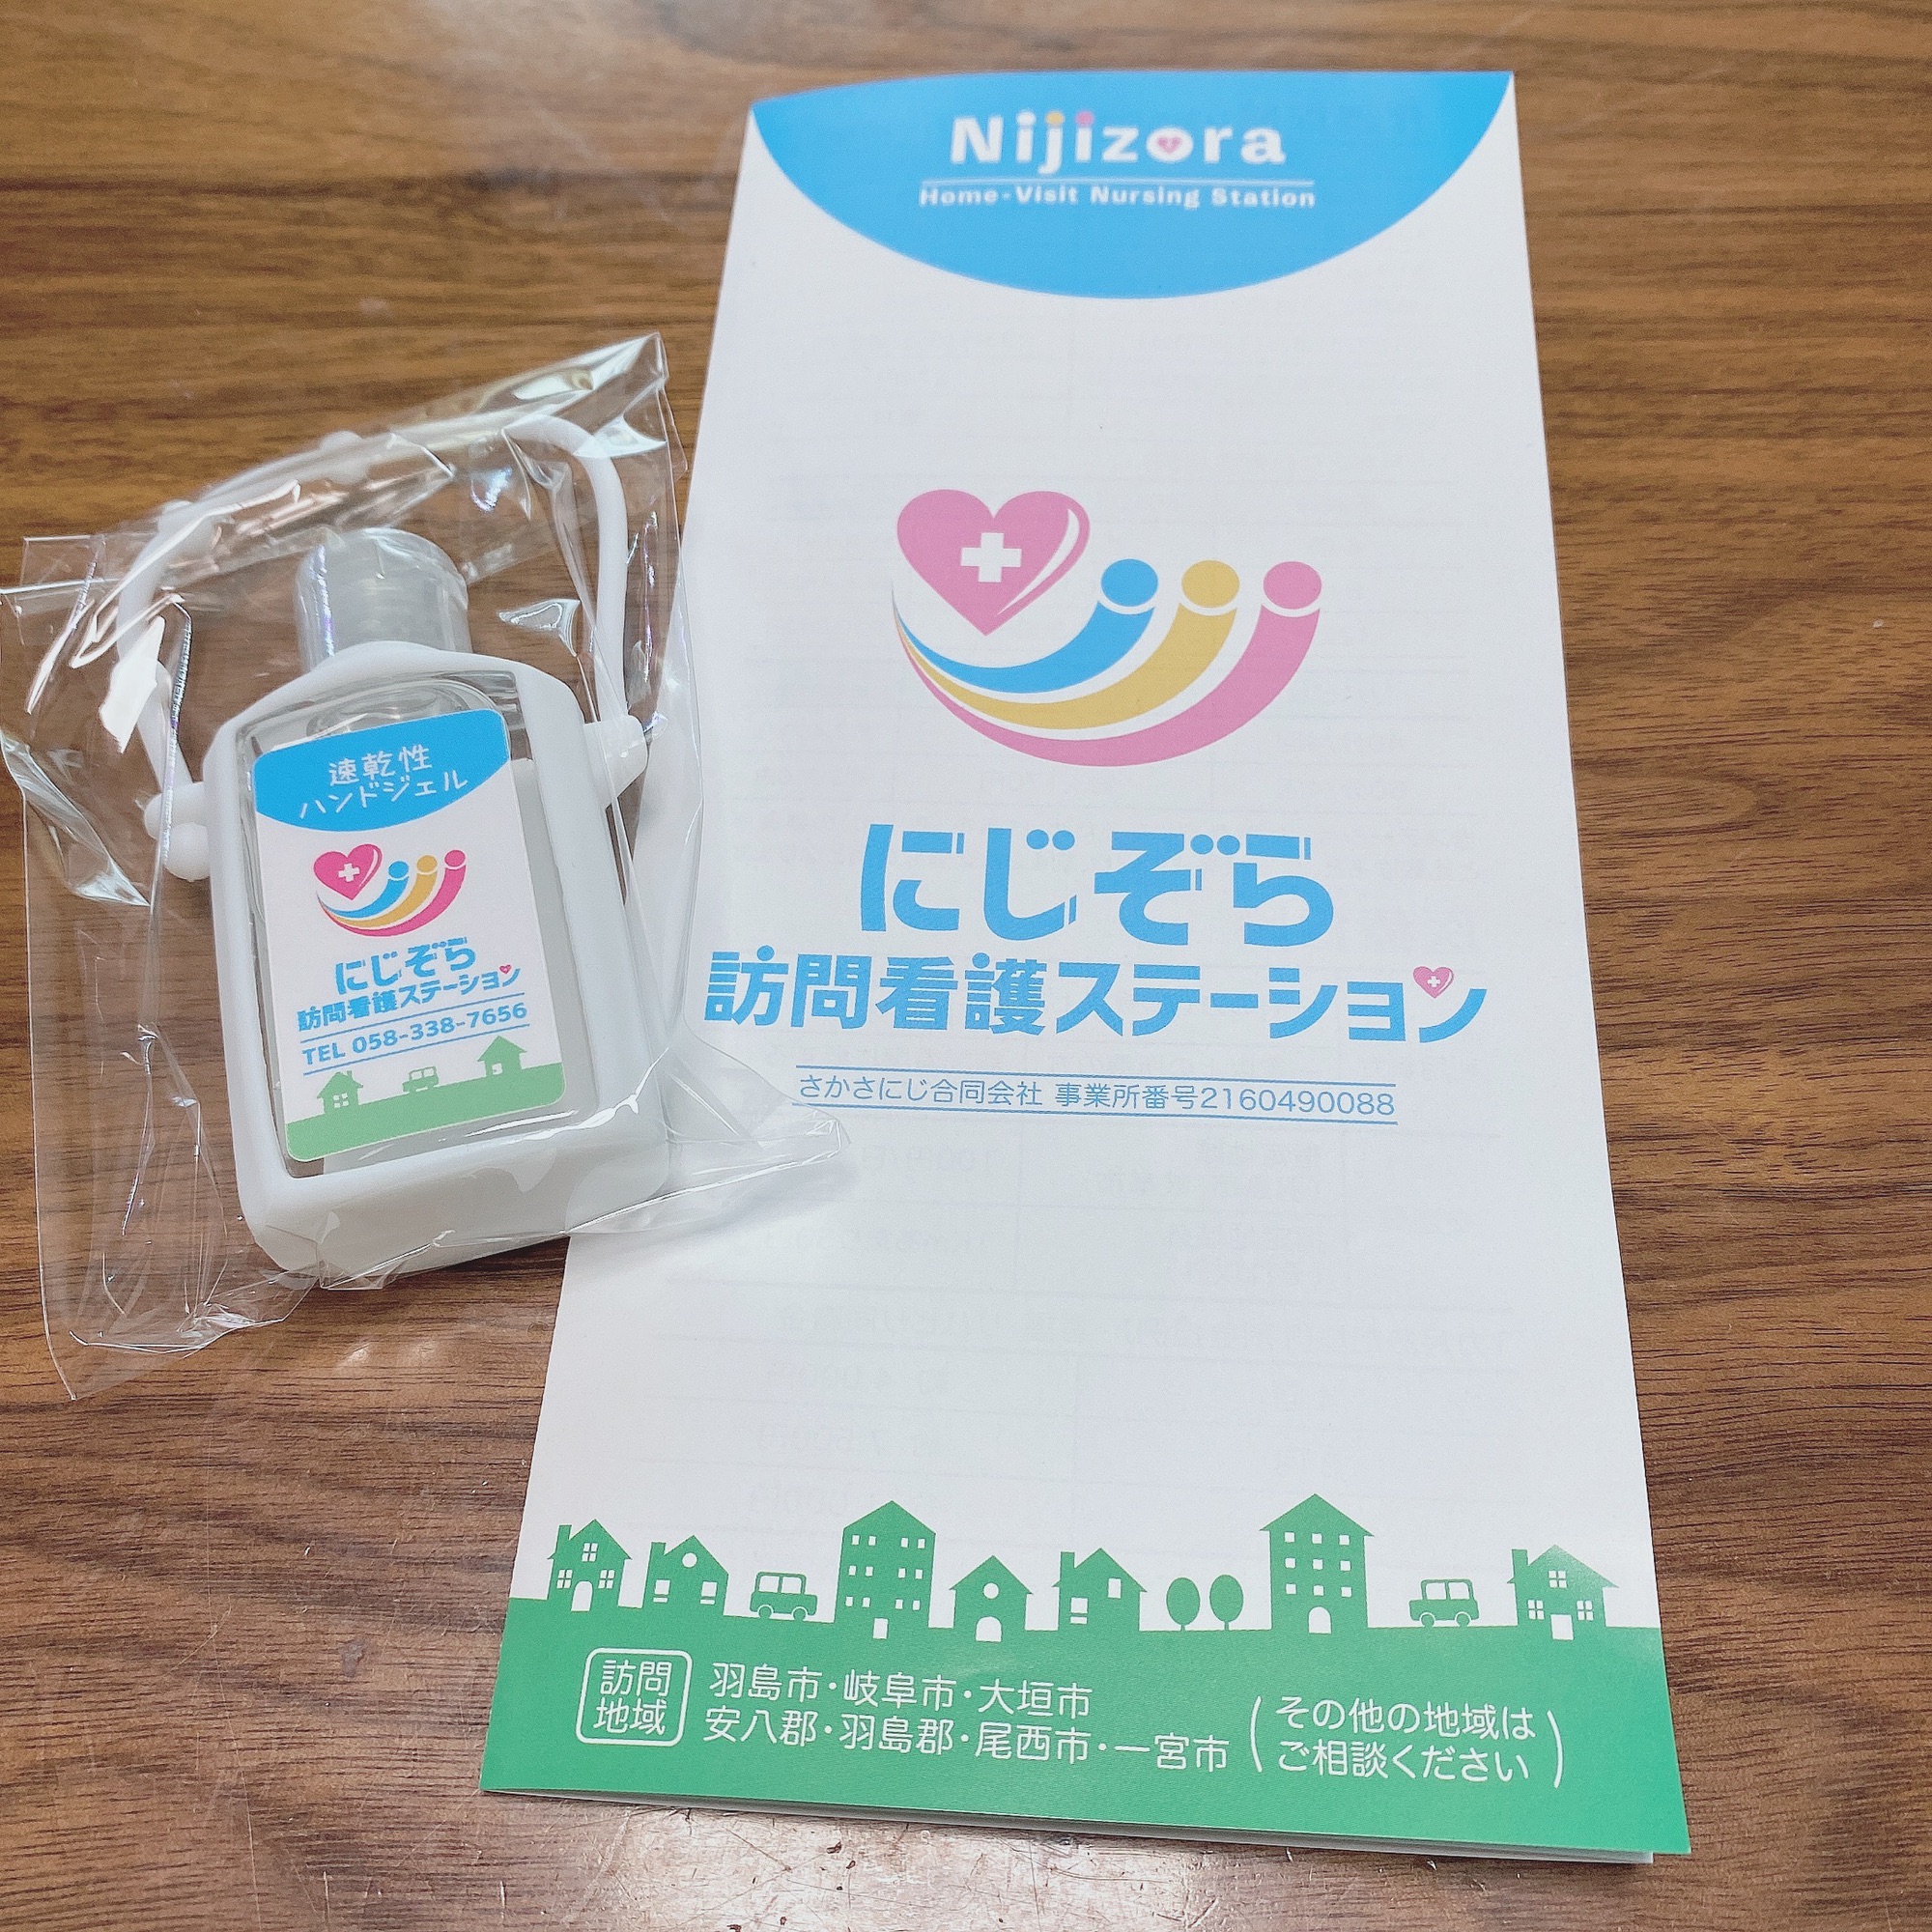 Nijizora
Home-Visit Nursing Station
にじぞら
訪問看護ステーション
さかさにじ合同会社 事業所番号2160490088
訪問
地域
羽島市・岐阜市・大垣市
安八郡・羽島郡・尾西市・一宮市
(その他の地域は
ご相談ください)
速乾性
ハンドジェル
にじぞら
訪問看護ステーション
TEL 058-338-7656